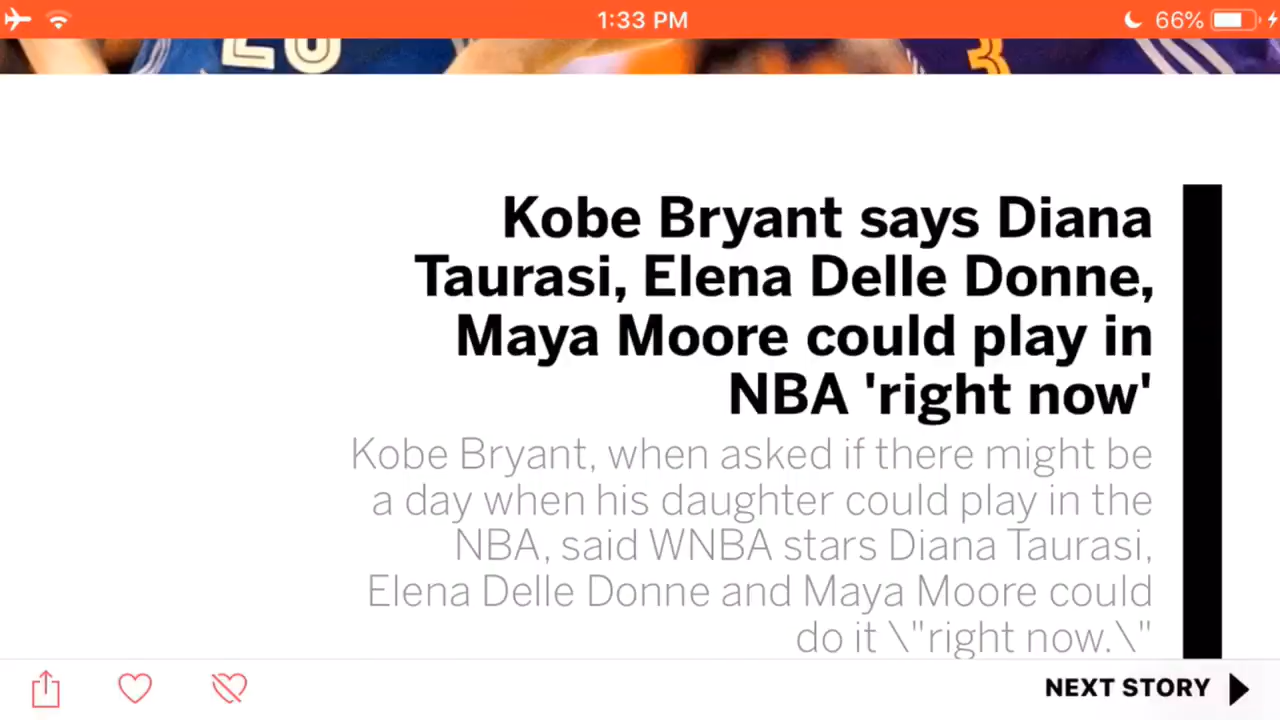 1:33 PM
66%
20
3
Kobe Bryant says Diana
Taurasi, Elena Delle Donne,
Maya Moore could play in
NBA 'right now'
Kobe Bryant, when asked if there might be
a day when his daughter could play in the
NBA, said WNBA stars Diana Taurasi,
Elena Delle Donne and Maya Moore could
do it \"right now.\"
NEXT STORY